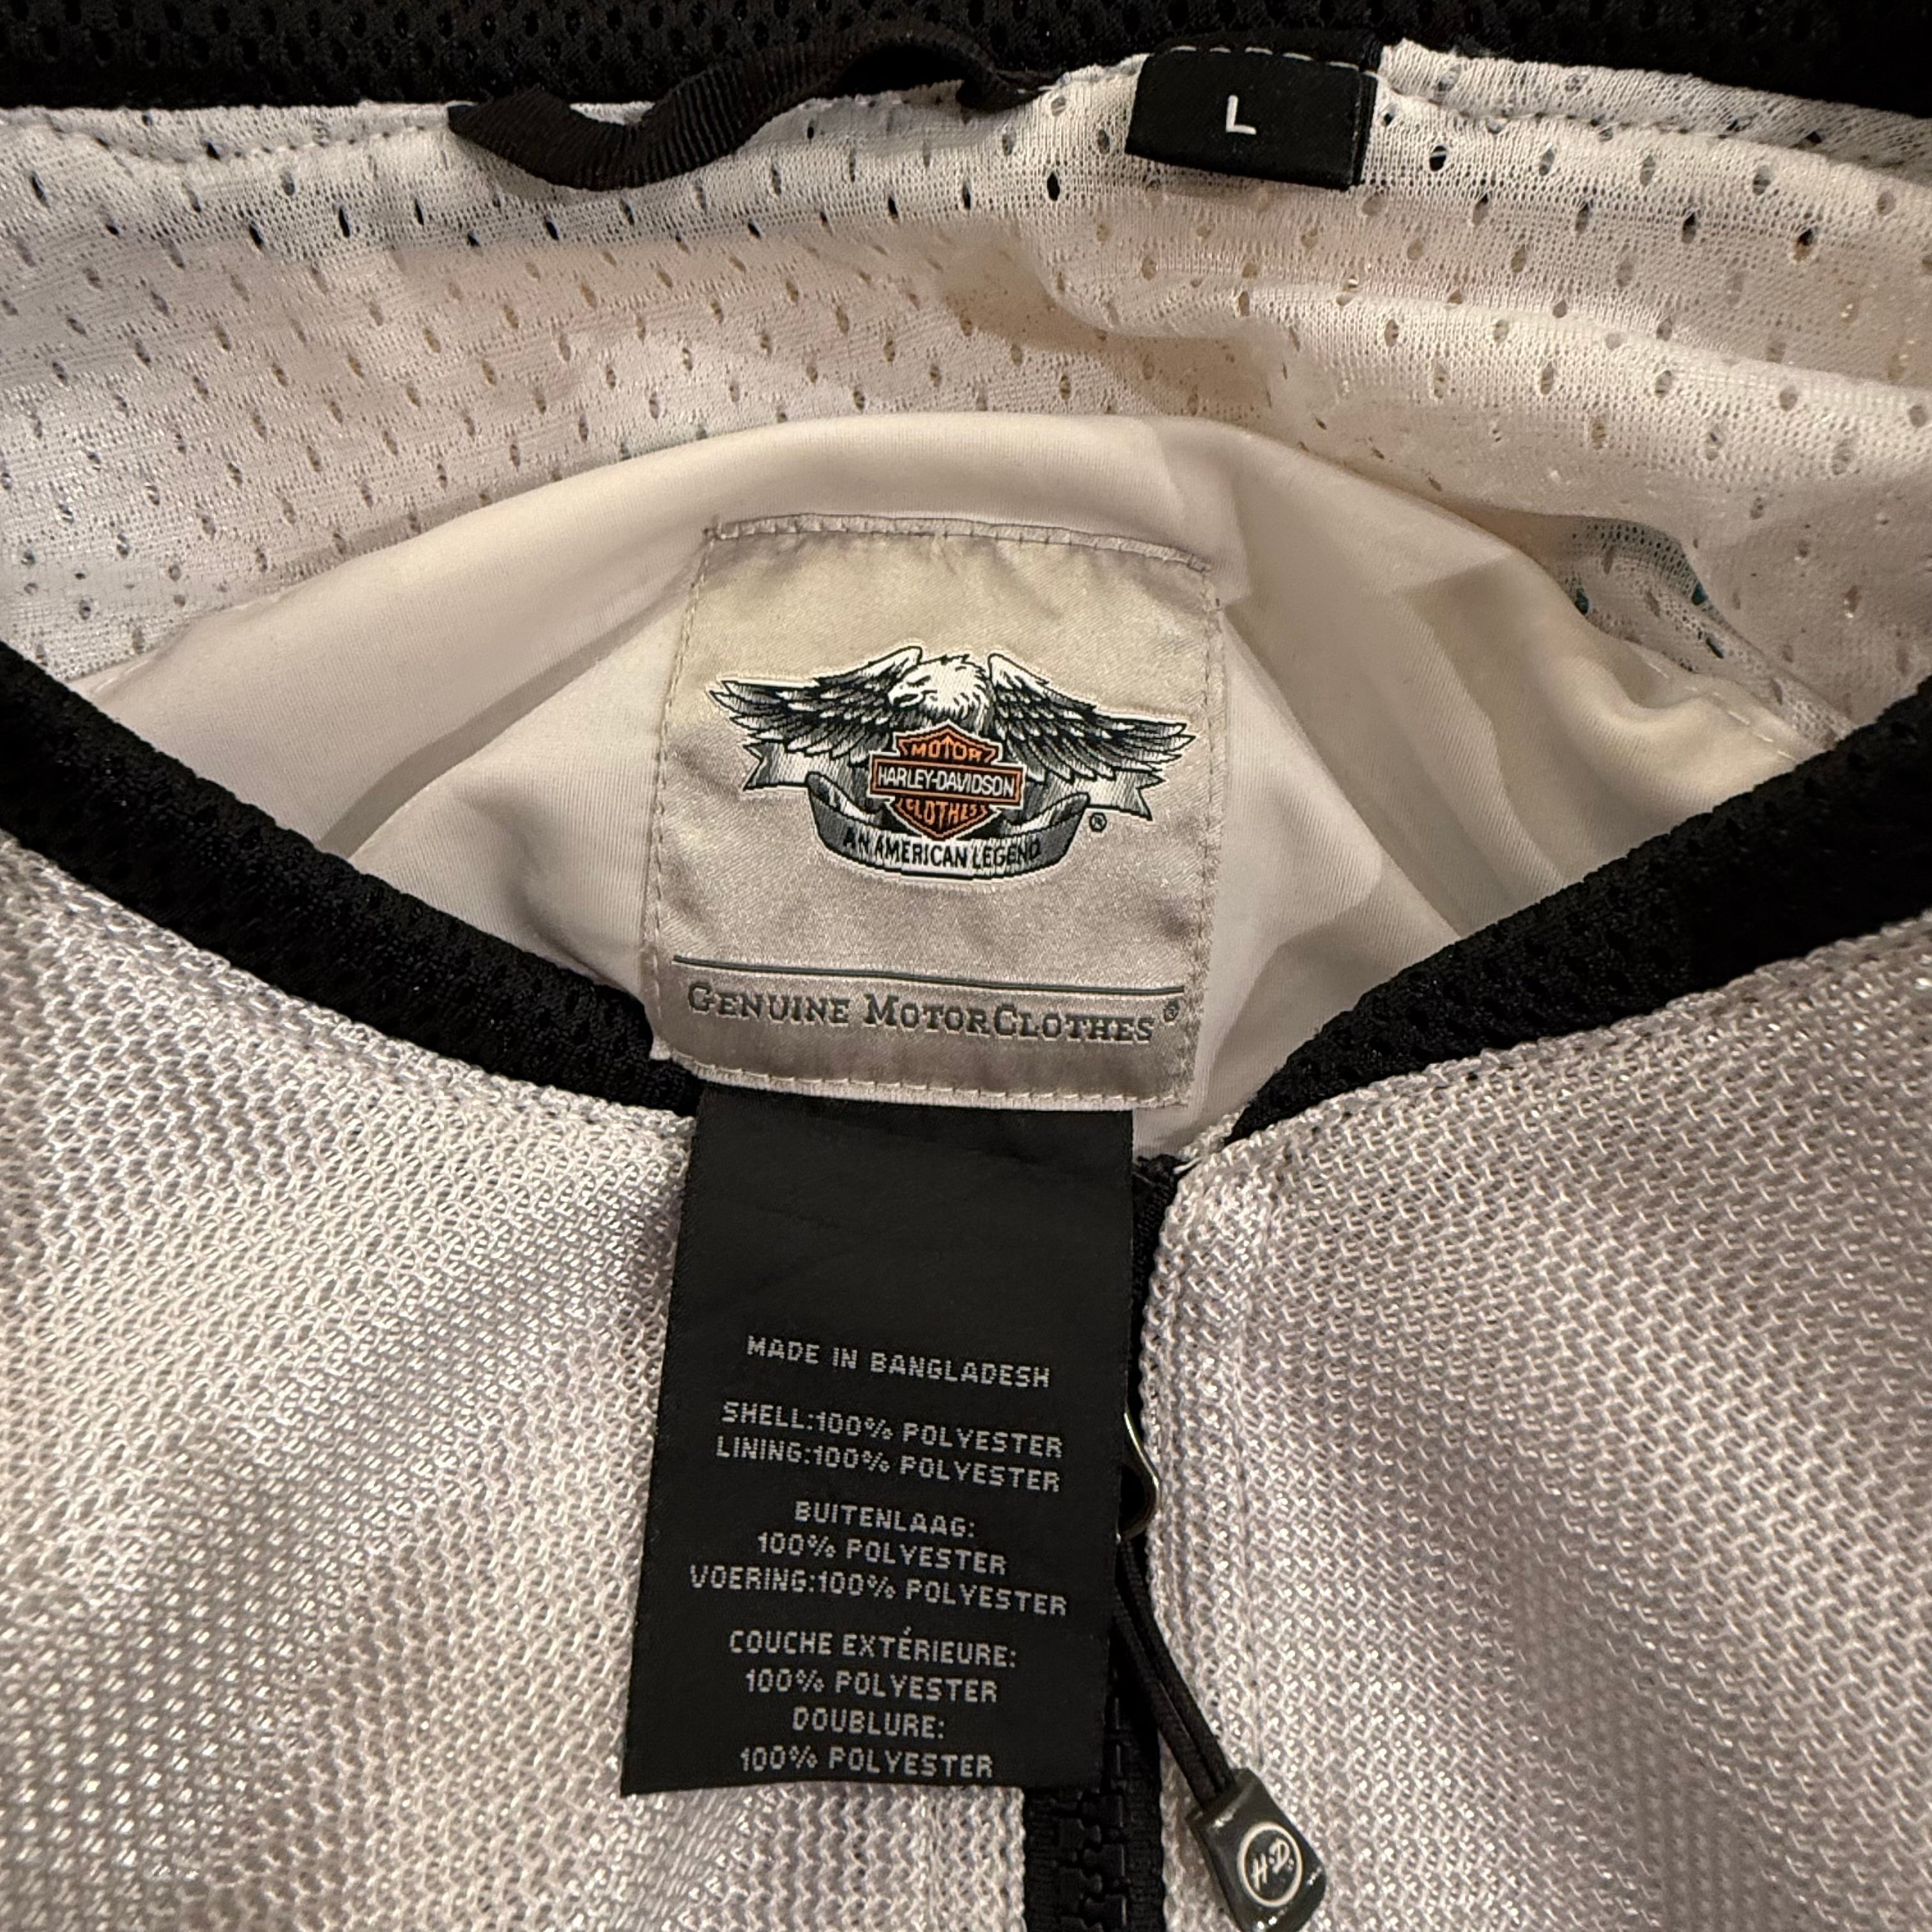 L
MOTOR
HARLEY-DAVIDSON
CLOTHES
AN AMERICAN LEGEND
®
GENUINE MOTORCLOTHES®
MADE IN BANGLADESH
SHELL:100% POLYESTER
LINING:100% POLYESTER
BUITENLAAG:
100% POLYESTER
VOERING:100% POLYESTER
COUCHE EXTÉRIEURE:
100% POLYESTER
DOUBLURE:
100% POLYESTER
H-D